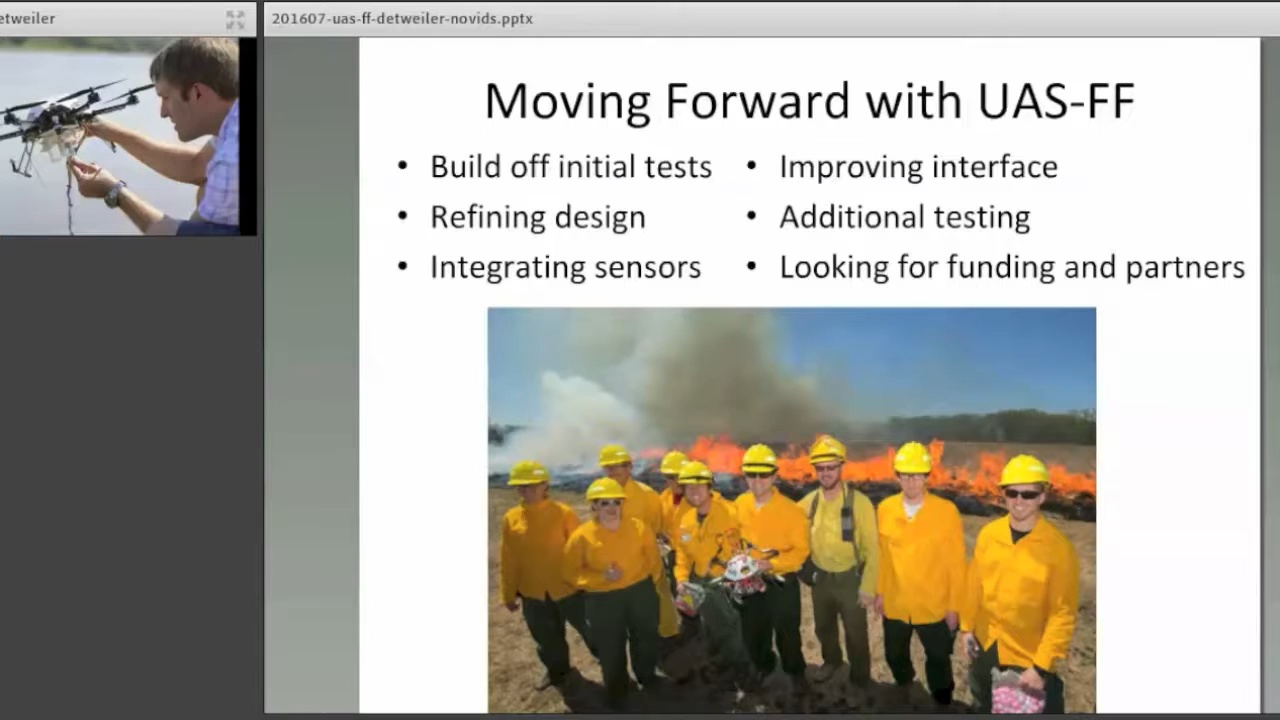 etweiler
201607-uas-ff-detweiler-novids.pptx
Moving Forward with UAS-FF
• Build off initial tests
• Refining design
• Integrating sensors
• Improving interface
• Additional testing
• Looking for funding and partners